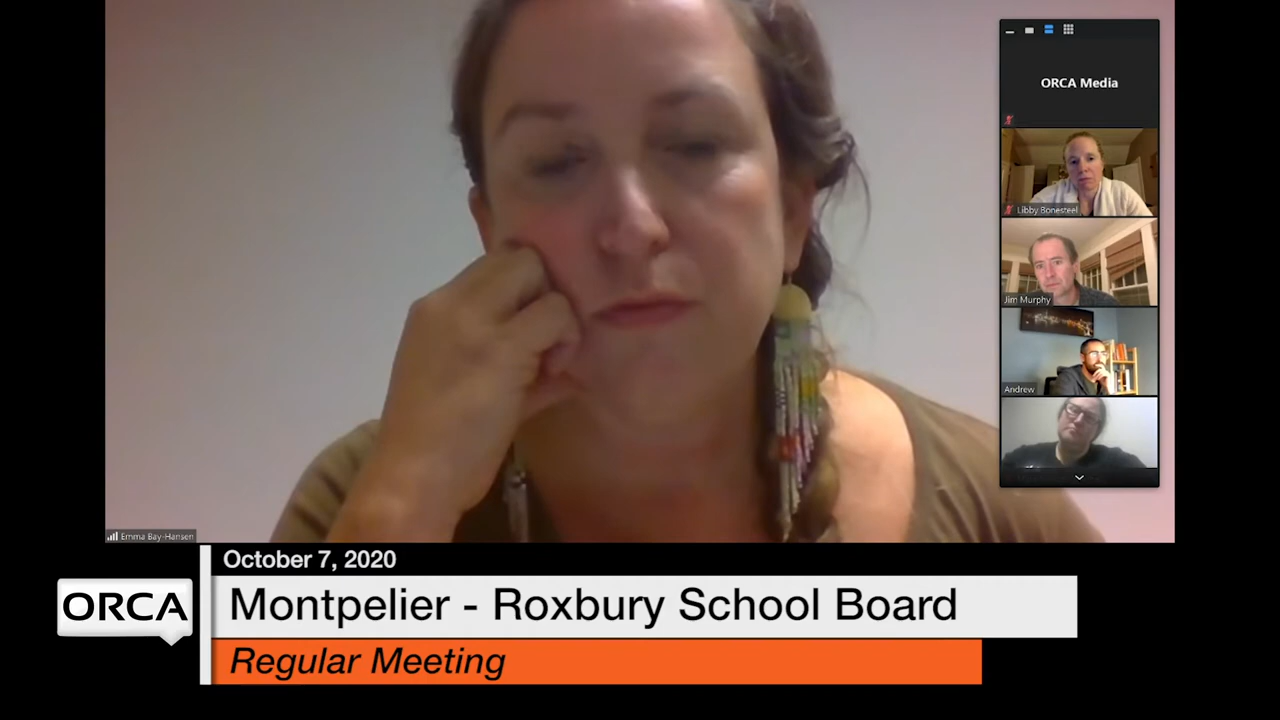 ORCA Media
Libby Bonesteel
Jim Murphy
Andrew
Emma Bay-Hansen
October 7, 2020
ORCA
Montpelier - Roxbury School Board
Regular Meeting